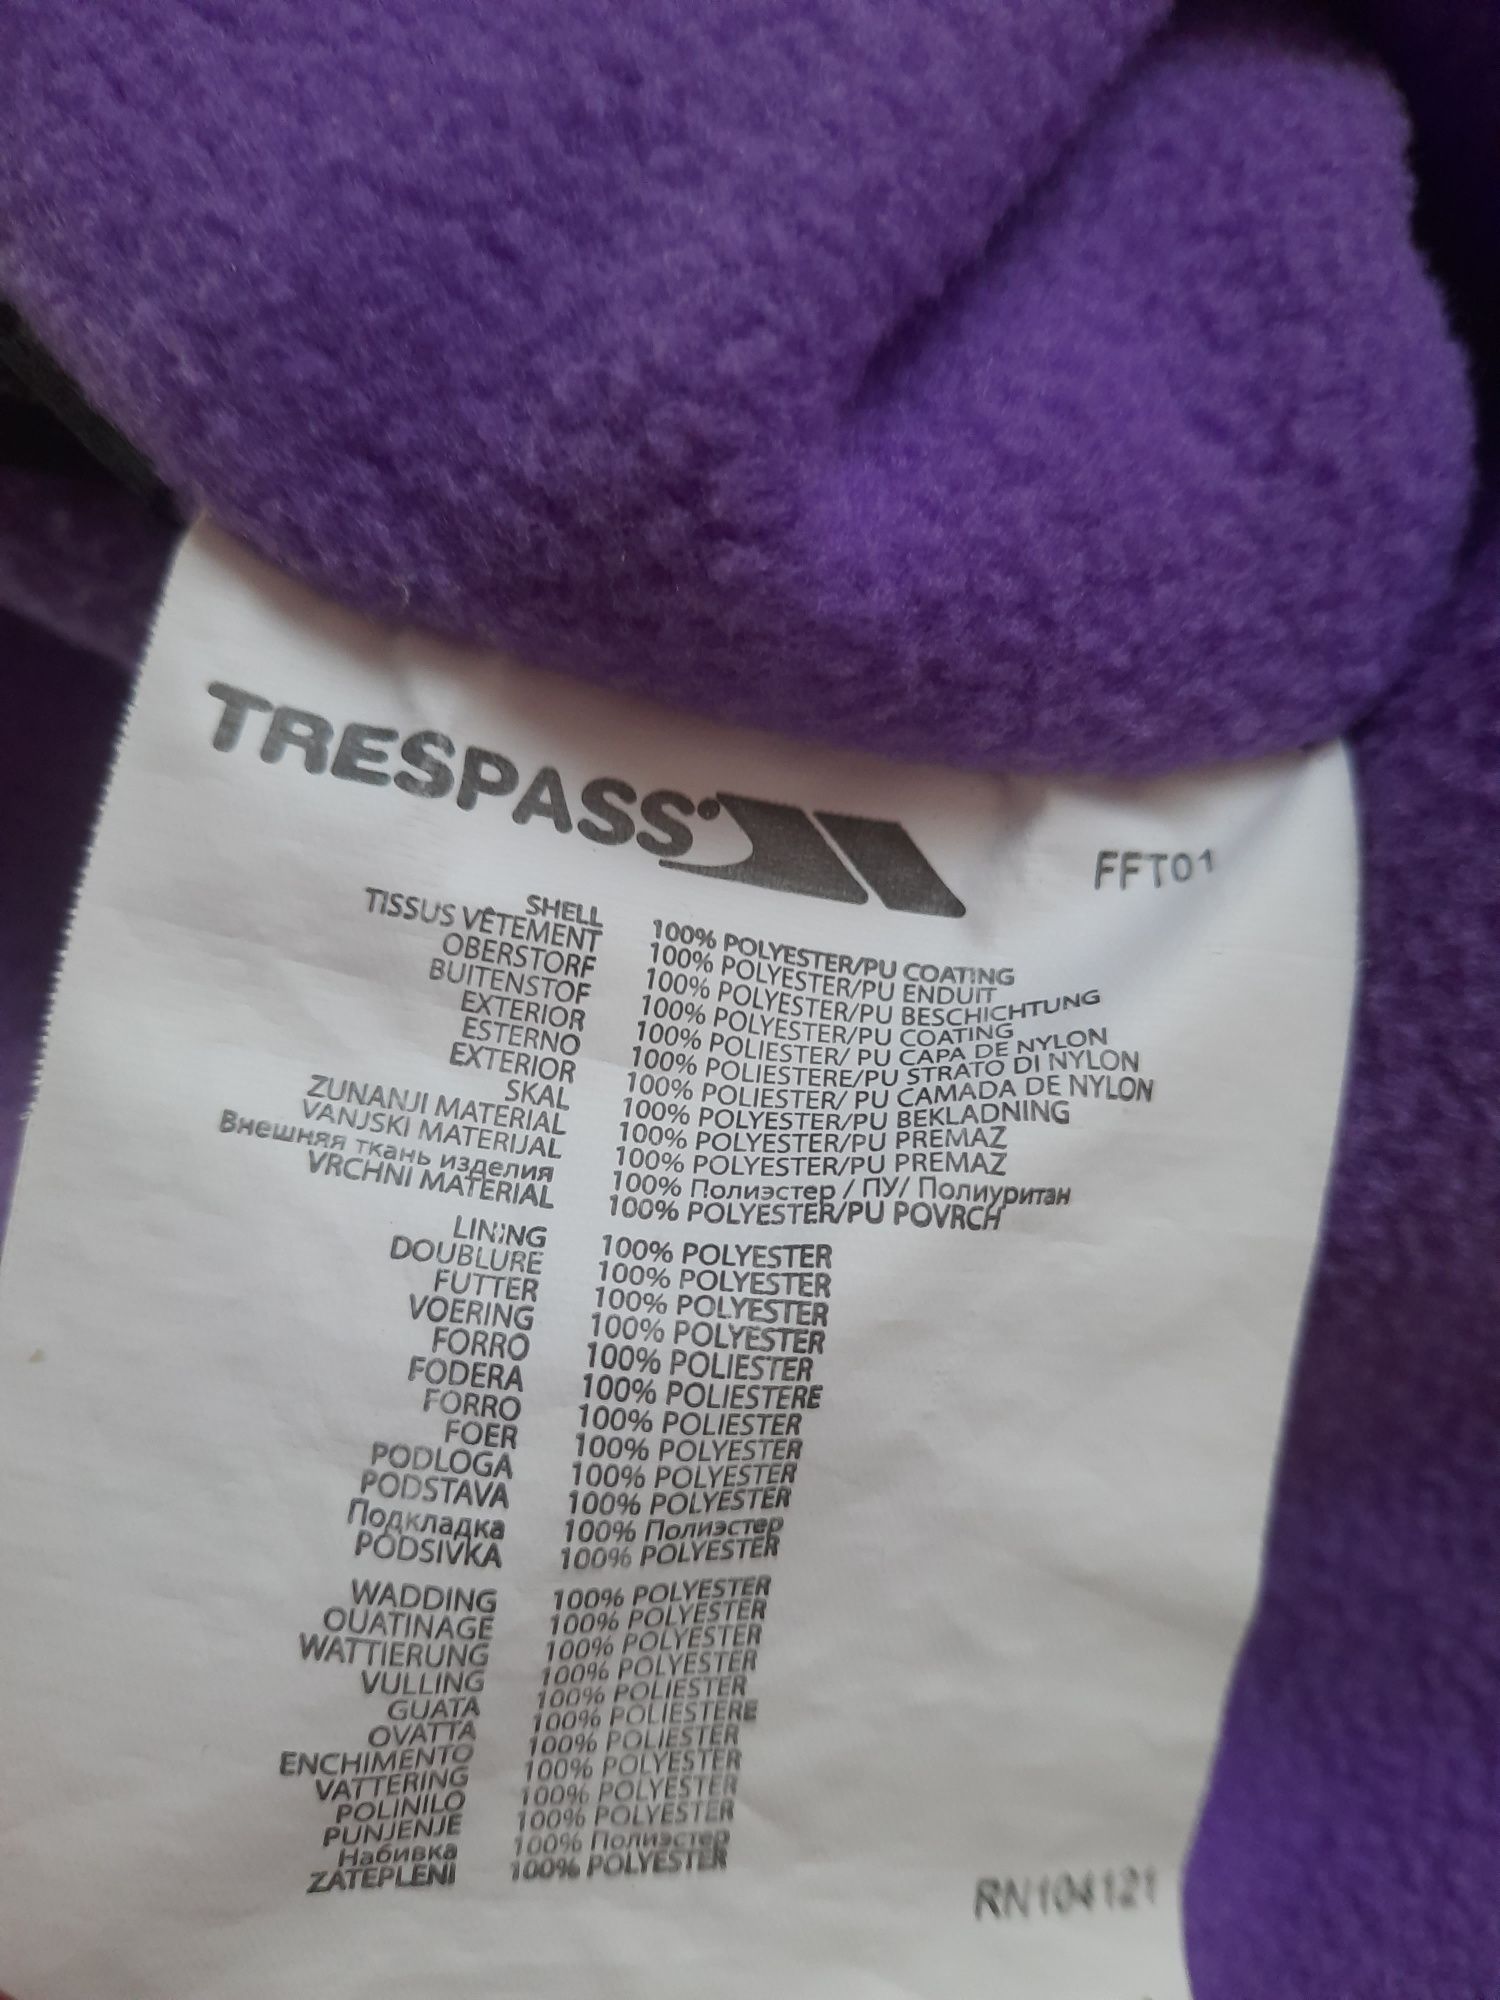 TRESPASS
FFT01
SHELL 100% POLYESTER/PU COATING
TISSUS VÊTEMENT 100% POLYESTER/PU ENDUIT
OBERSTORF 100% POLYESTER/PU BESCHICHTUNG
BUITENSTOF 100% POLYESTER/PU COATING
EXTERIOR 100% POLIESTER/ PU CAPA DE NYLON
ESTERNO 100% POLIESTERE/PU STRATO DI NYLON
EXTERIOR 100% POLIESTER/ PU CAMADA DE NYLON
SKAL 100% POLYESTER/PU BEKLADNING
ZUNANJI MATERIAL 100% POLYESTER/PU PREMAZ
VANJSKI MATERIJAL 100% POLYESTER/PU PREMAZ
Внешняя ткань изделия 100% Полиэстер / ПУ/ Полиуритан
VRCHNI MATERIAL 100% POLYESTER/PU POVRCH
LINING 100% POLYESTER
DOUBLURE 100% POLYESTER
FUTTER 100% POLYESTER
VOERING 100% POLYESTER
FORRO 100% POLIESTER
FODERA 100% POLIESTERE
FORRO 100% POLIESTER
FOER 100% POLYESTER
PODLOGA 100% POLYESTER
PODSTAVA 100% POLYESTER
Подкладка 100% Полиэстер
PODSIVKA 100% POLYESTER
WADDING 100% POLYESTER
OUATINAGE 100% POLYESTER
WATTIERUNG 100% POLYESTER
VULLING 100% POLYESTER
GUATA 100% POLIESTER
OVATTA 100% POLIESTERE
ENCHIMENTO 100% POLIESTER
VATTERING 100% POLYESTER
POLINILO 100% POLYESTER
PUNJENJE 100% POLYESTER
Набивка 100% Полиэстер
ZATEPLENI 100% POLYESTER
RN104121